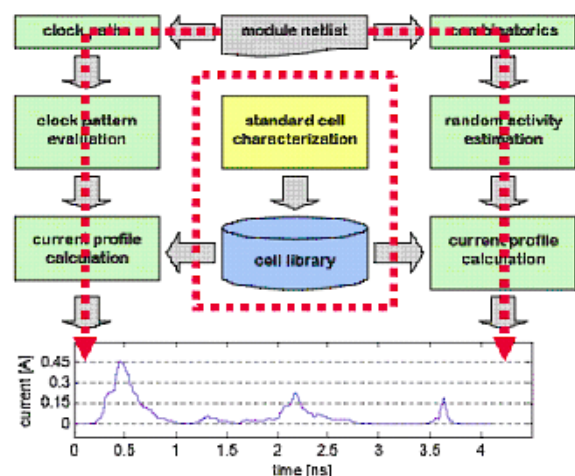 clock paths
module netlist
combinatorics
clock pattern
evaluation
standard cell
characterization
random activity
estimation
current profile
calculation
cell library
current profile
calculation
current [A]
0.45
0.3
0.15
0
0
0.5
1
1.5
2
2.5
3
3.5
4
time [ns]